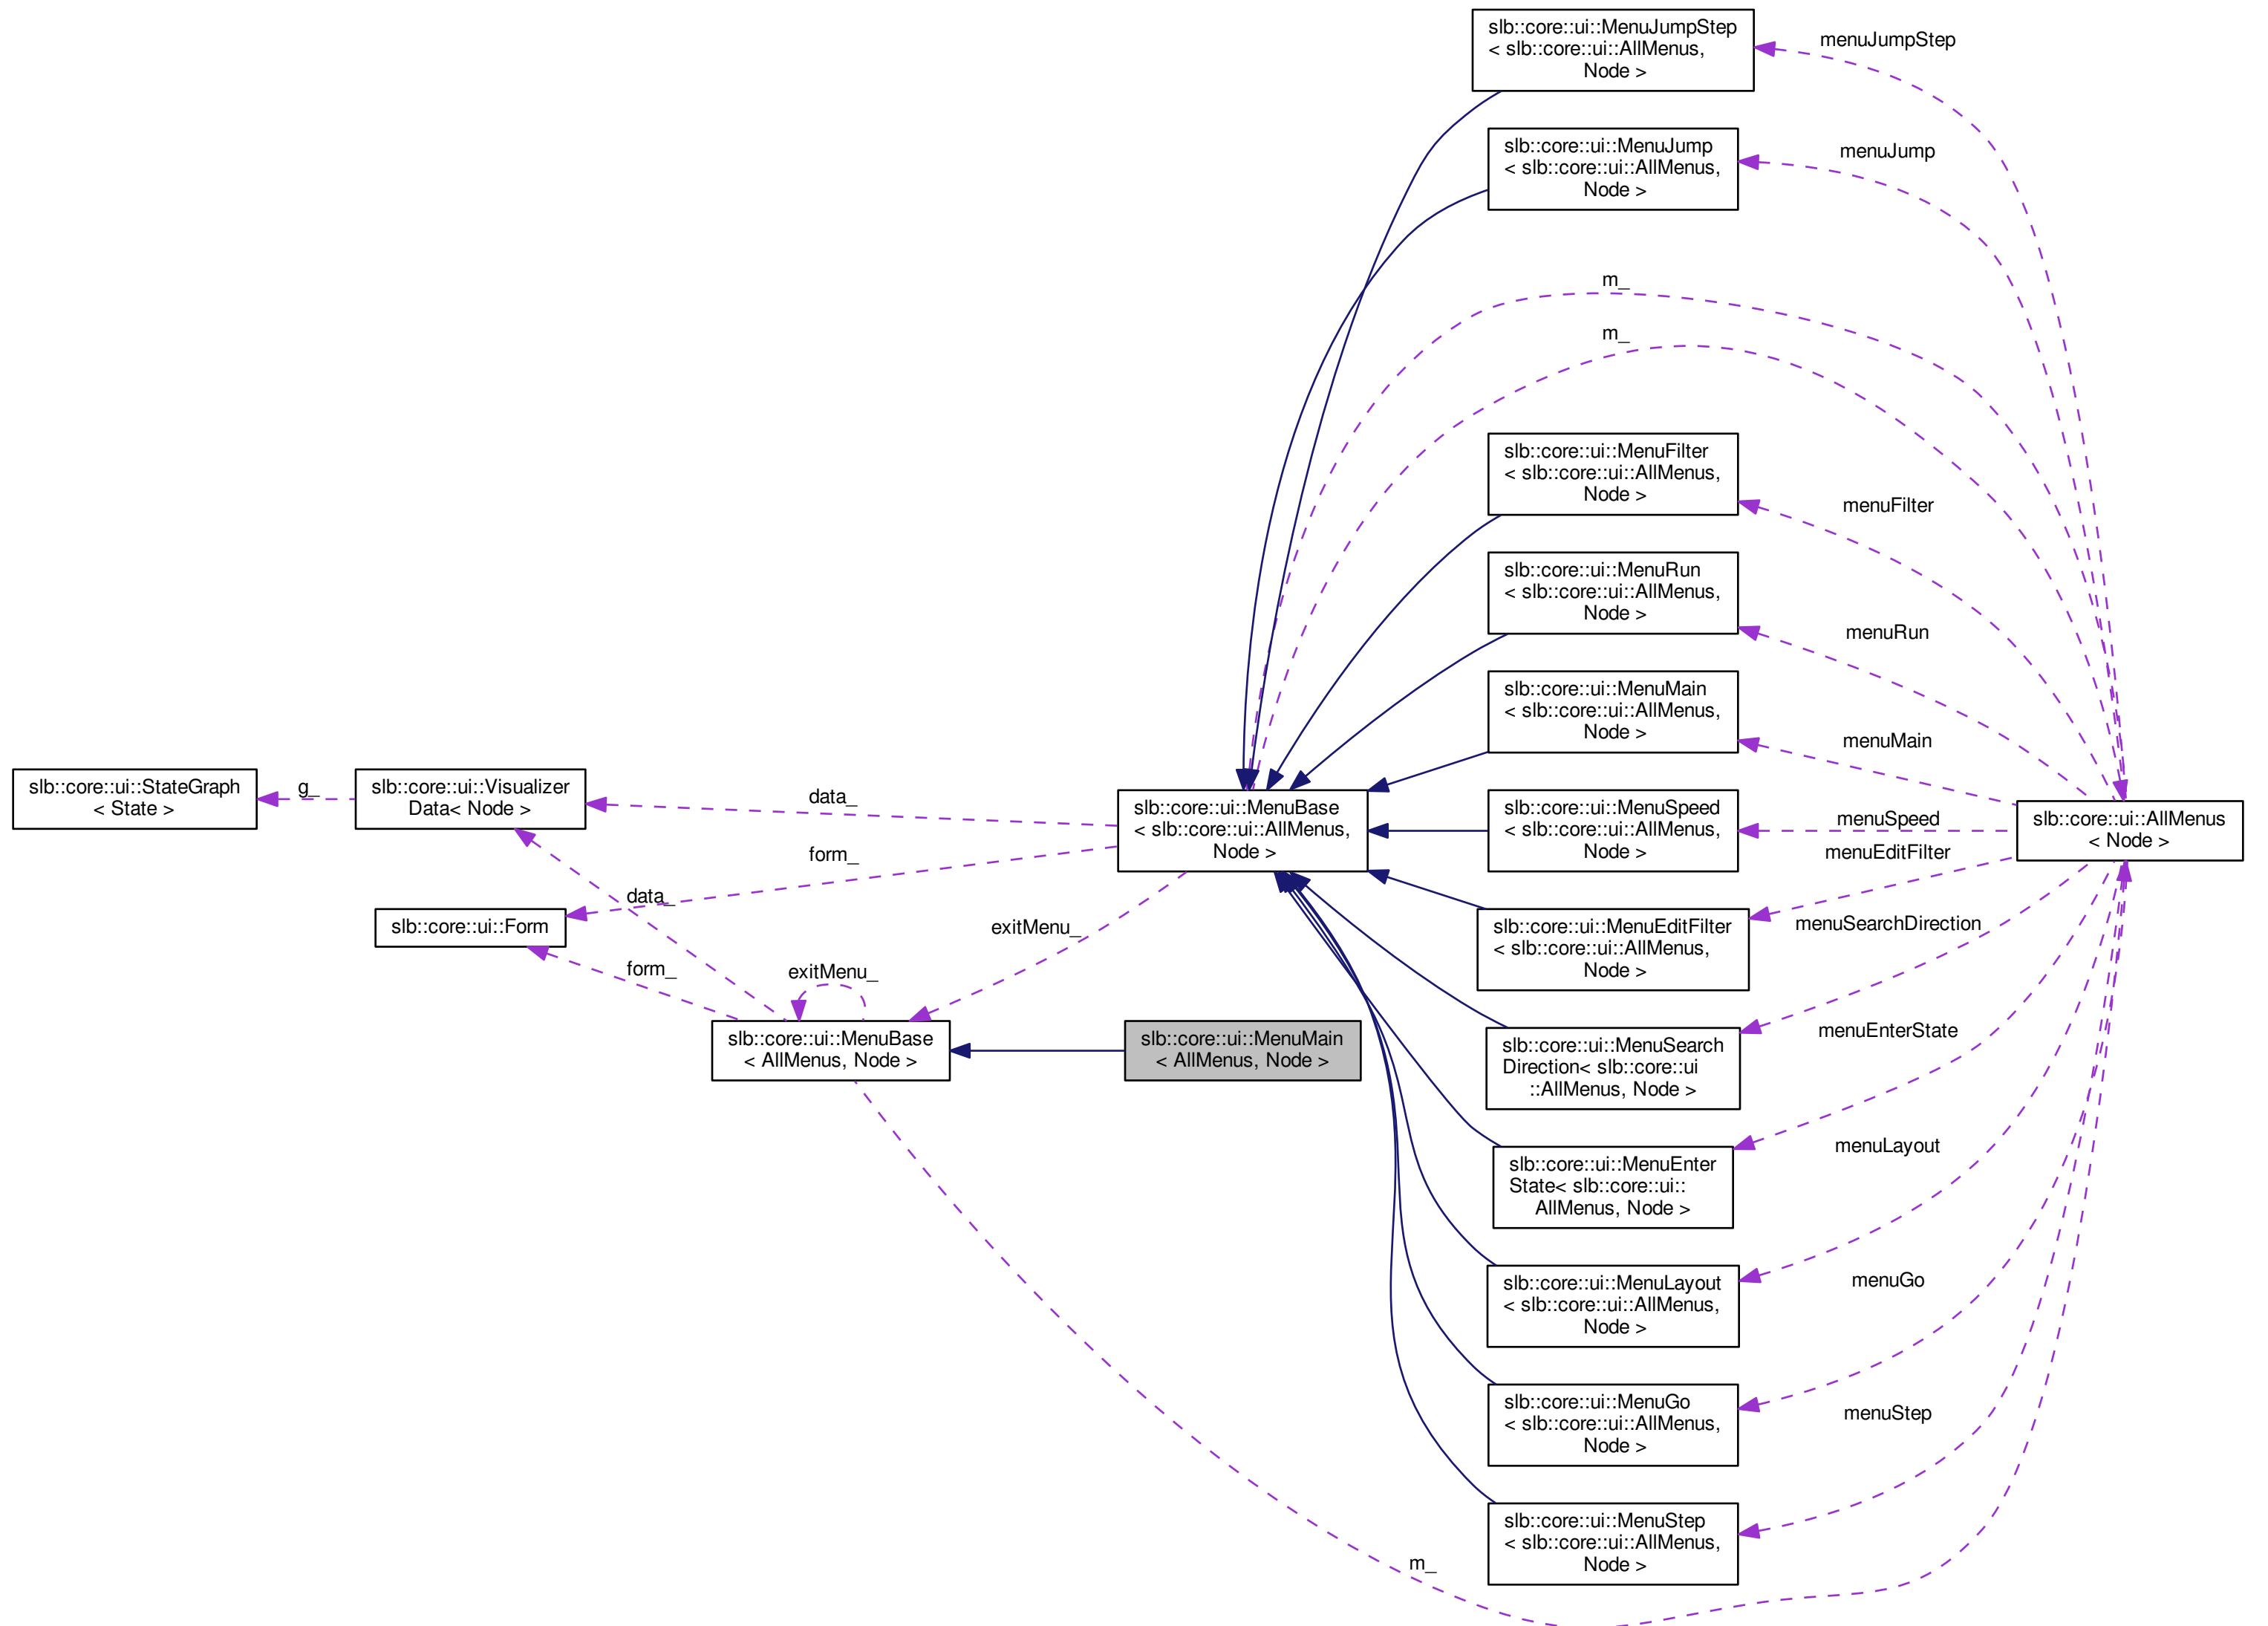 slb::core::ui::MenuJumpStep
< slb::core::ui::AllMenus,
Node >
menuJumpStep
slb::core::ui::MenuJump
< slb::core::ui::AllMenus,
Node >
menuJump
m_
m_
slb::core::ui::MenuFilter
< slb::core::ui::AllMenus,
Node >
menuFilter
slb::core::ui::MenuRun
< slb::core::ui::AllMenus,
Node >
menuRun
slb::core::ui::MenuMain
< slb::core::ui::AllMenus,
Node >
menuMain
slb::core::ui::StateGraph
< State >
g_
slb::core::ui::Visualizer
Data< Node >
data_
slb::core::ui::MenuBase
< slb::core::ui::AllMenus,
Node >
slb::core::ui::MenuSpeed
< slb::core::ui::AllMenus,
Node >
menuSpeed
slb::core::ui::AllMenus
< Node >
form_
menuEditFilter
data_
slb::core::ui::Form
exitMenu_
slb::core::ui::MenuEditFilter
< slb::core::ui::AllMenus,
Node >
menuSearchDirection
form_
exitMenu_
slb::core::ui::MenuBase
< AllMenus, Node >
slb::core::ui::MenuMain
< AllMenus, Node >
slb::core::ui::MenuSearch
Direction< slb::core::ui
::AllMenus, Node >
menuEnterState
slb::core::ui::MenuEnter
State< slb::core::ui::
AllMenus, Node >
menuLayout
slb::core::ui::MenuLayout
< slb::core::ui::AllMenus,
Node >
menuGo
slb::core::ui::MenuGo
< slb::core::ui::AllMenus,
Node >
menuStep
slb::core::ui::MenuStep
< slb::core::ui::AllMenus,
Node >
m_